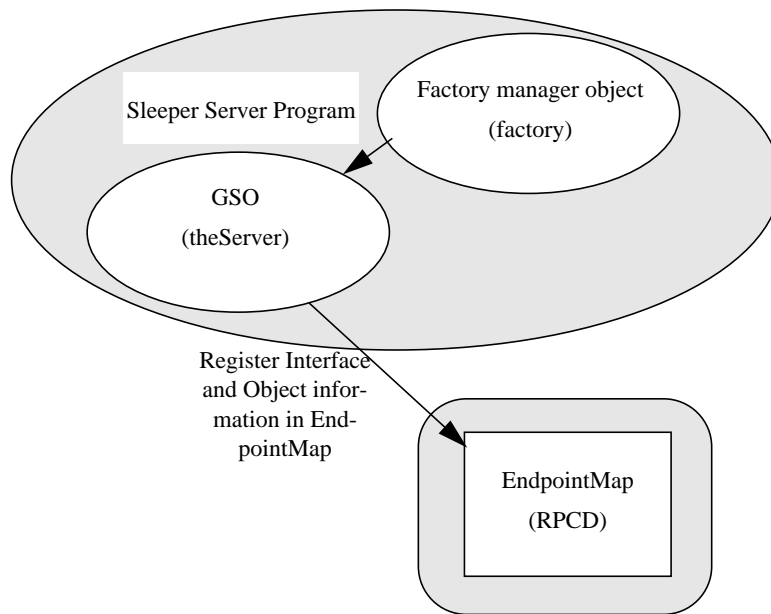 Sleeper Server Program
Factory manager object
(factory)
GSO
(theServer)
Register Interface
and Object infor-
mation in End-
pointMap
EndpointMap
(RPCD)